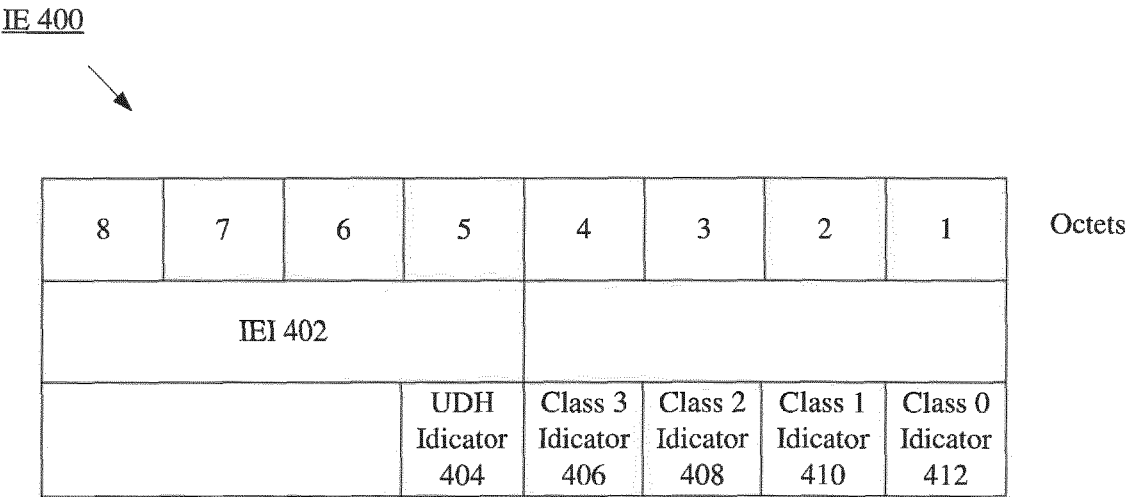 IE 400
8 7 6 5 4 3 2 1 Octets
IEI 402
UDH Class 3 Class 2 Class 1 Class 0
Idicator Idicator Idicator Idicator Idicator
404 406 408 410 412